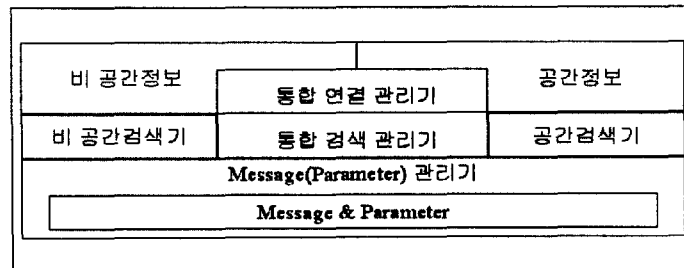 비 공간정보
통합 연결 관리기
공간정보
비 공간검색기
통합 검색 관리기
공간검색기
Message(Parameter) 관리기
Message & Parameter